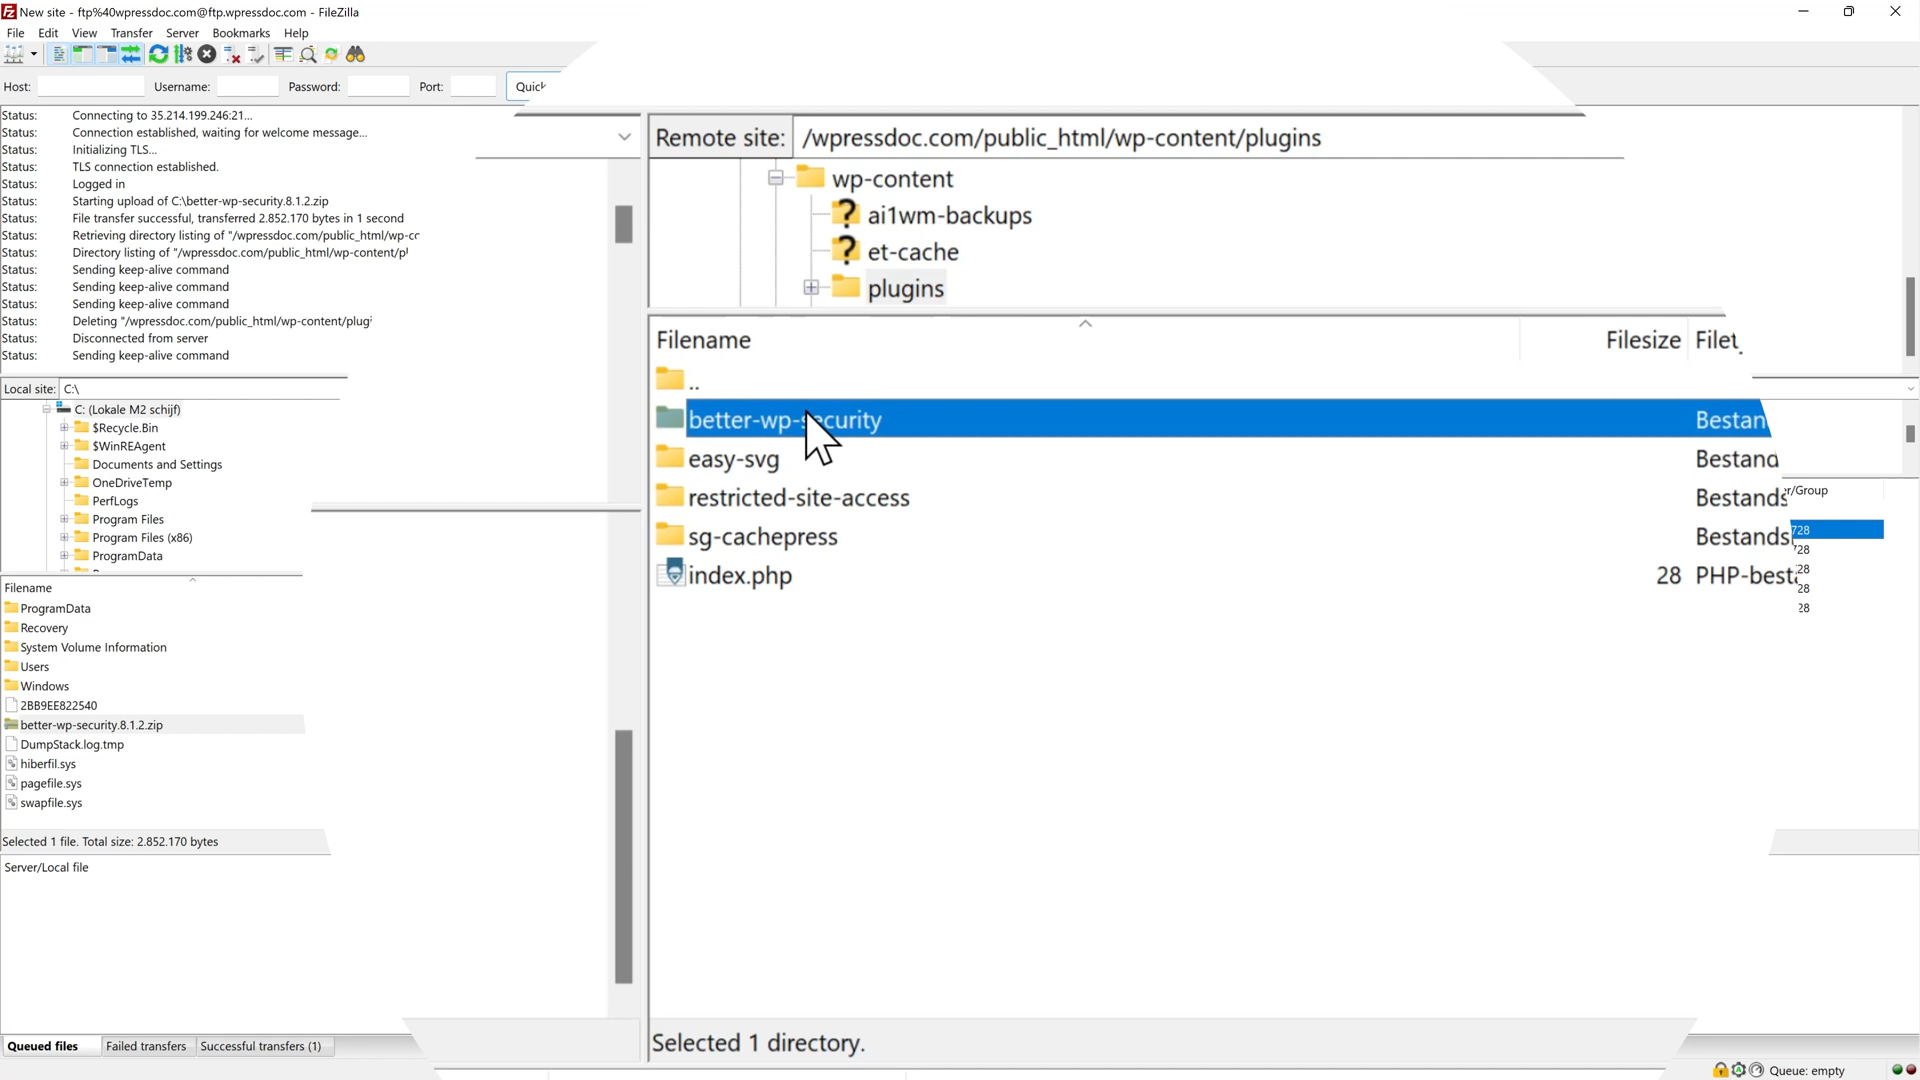 New site - ftp%40wpressdoc.com@ftp.wpressdoc.com - FileZilla
File Edit View Transfer Server Bookmarks Help
Host: Username: Password: Port:
Status: Connecting to 35.214.199.246:21...
Status: Connection established, waiting for welcome message...
Status: Initializing TLS...
Status: TLS connection established.
Status: Logged in
Status: Starting upload of C:\better-wp-security.8.1.2.zip
Status: File transfer successful, transferred 2.852.170 bytes in 1 second
Status: Retrieving directory listing of "/wpressdoc.com/public_html/wp-cc
Status: Directory listing of "/wpressdoc.com/public_html/wp-content/pl
Status: Sending keep-alive command
Status: Sending keep-alive command
Status: Sending keep-alive command
Status: Deleting "/wpressdoc.com/public_html/wp-content/plugi
Status: Disconnected from server
Status: Sending keep-alive command
Local site: C:\
C: (Lokale M2 schijf)
$Recycle.Bin
$WinREAgent
Documents and Settings
OneDriveTemp
PerfLogs
Program Files
Program Files (x86)
ProgramData
Filename
ProgramData
Recovery
System Volume Information
Users
Windows
2BB9EE822540
better-wp-security.8.1.2.zip
DumpStack.log.tmp
hiberfil.sys
pagefile.sys
swapfile.sys
Selected 1 file. Total size: 2.852.170 bytes
Server/Local file
Queued files Failed transfers Successful transfers (1)
Remote site: /wpressdoc.com/public_html/wp-content/plugins
wp-content
ai1wm-backups
et-cache
plugins
Filename Filesize
..
better-wp-security
easy-svg
restricted-site-access
sg-cachepress
index.php 28
Selected 1 directory.
r/Group
728
728
28
28
28
Queue: empty